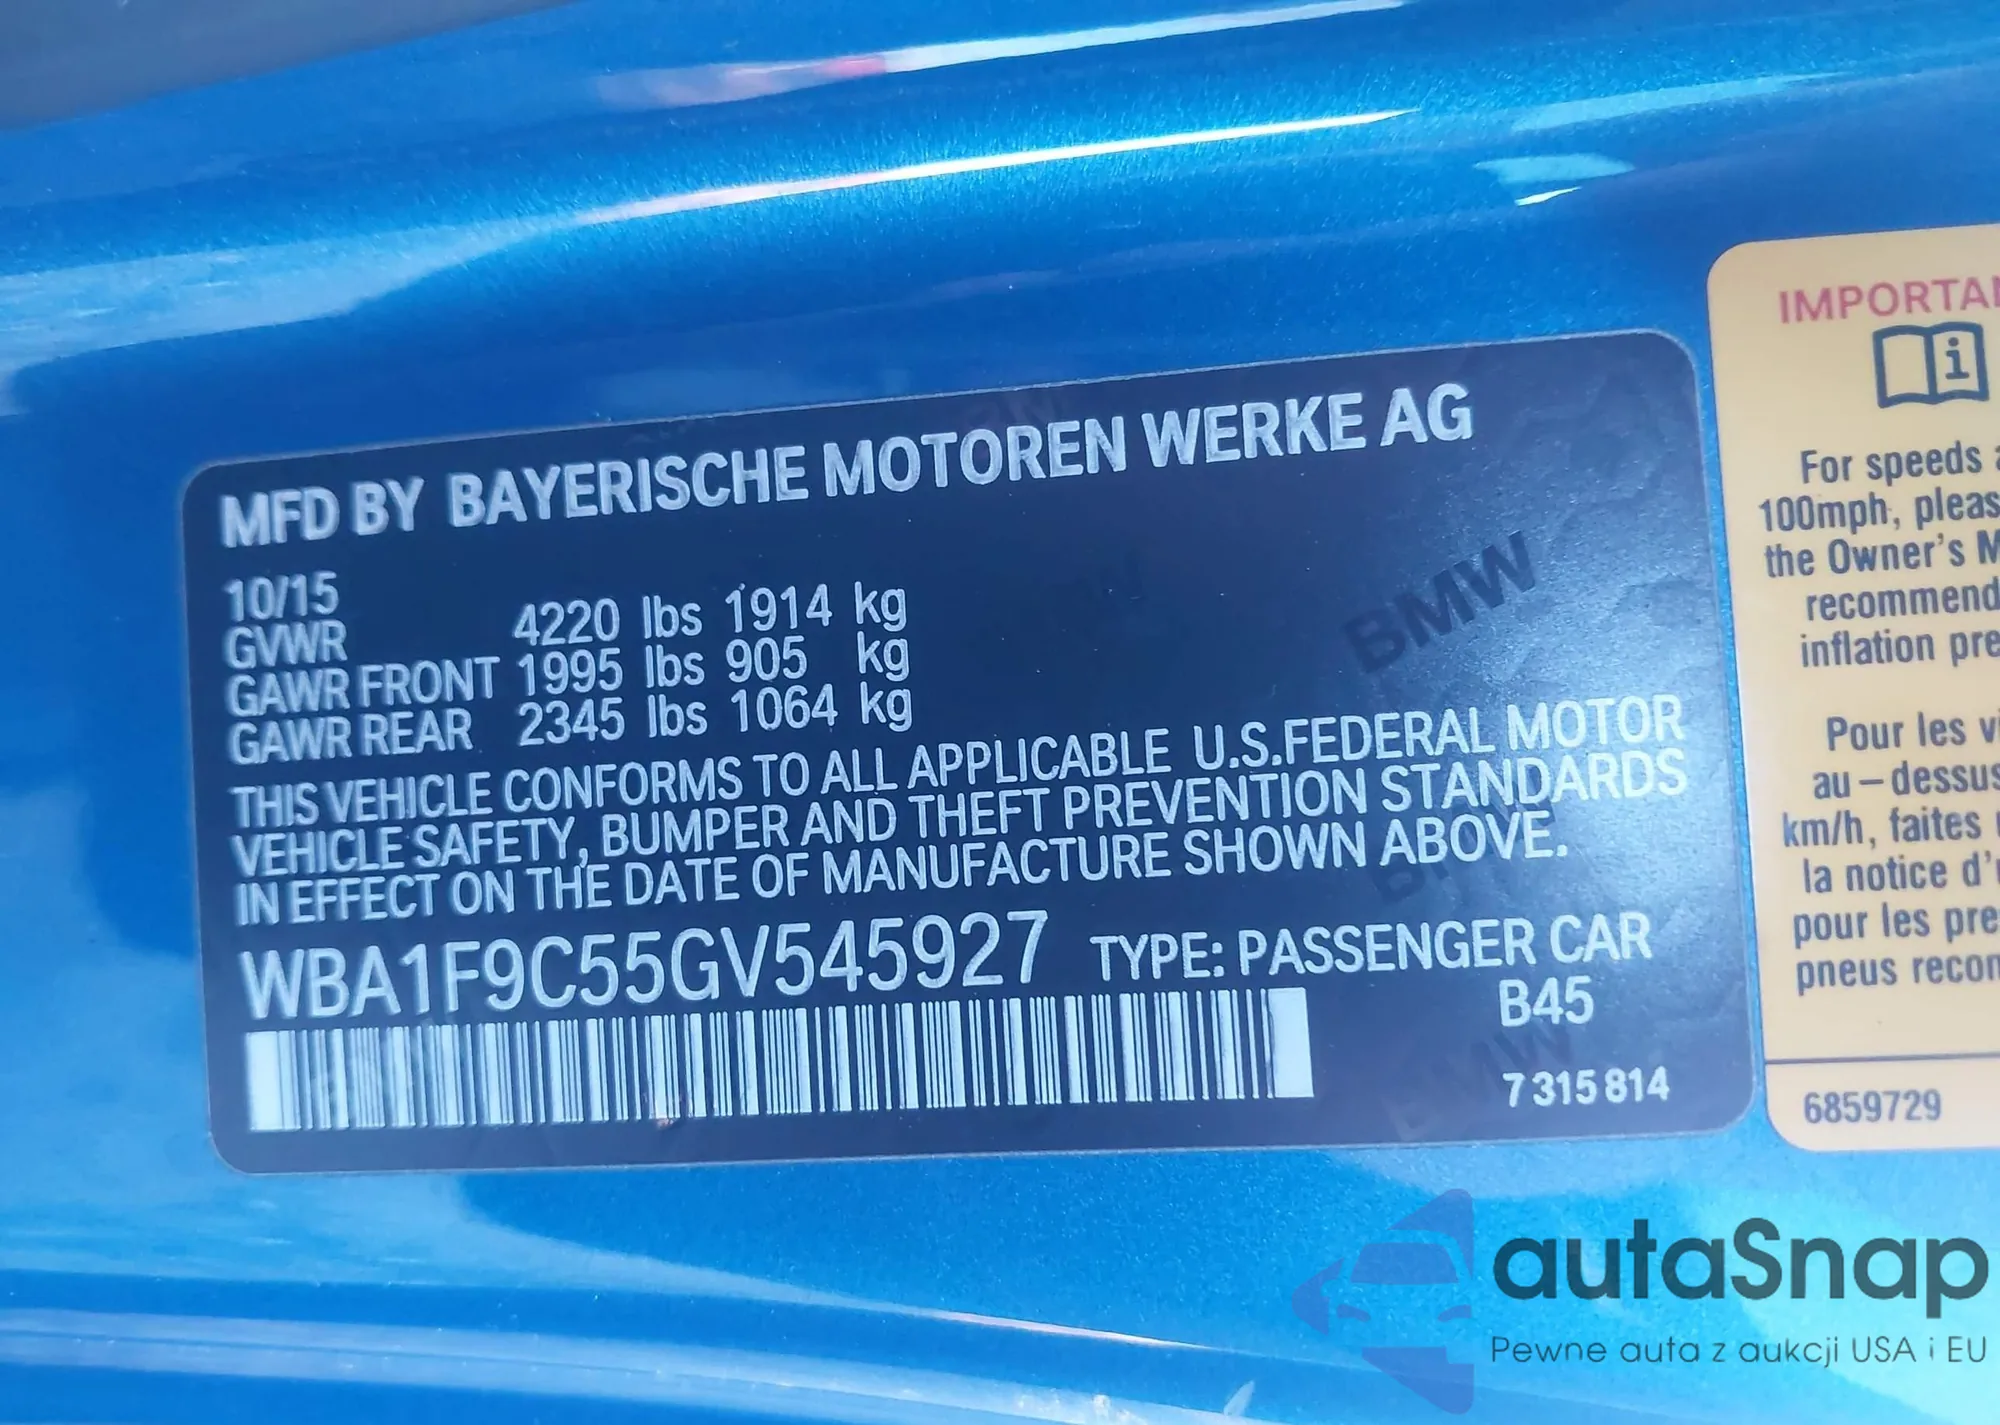 MFD BY BAYERISCHE MOTOREN WERKE AG
10/15
GVWR 4220 lbs 1914 kg
GAWR FRONT 1995 lbs 905 kg
GAWR REAR 2345 lbs 1064 kg
THIS VEHICLE CONFORMS TO ALL APPLICABLE U.S.FEDERAL MOTOR
VEHICLE SAFETY, BUMPER AND THEFT PREVENTION STANDARDS
IN EFFECT ON THE DATE OF MANUFACTURE SHOWN ABOVE.
WBA1F9C55GV545927 TYPE: PASSENGER CAR
B45
7 315 814
BMW
IMPORTAN
i
For speeds a
100mph, pleas
the Owner's M
recommend
inflation pre
Pour les vi
au-dessus
km/h, faites
la notice d'
pour les pre
pneus recon
6859729
autaSnap
Pewne auta z aukcji USA i EU